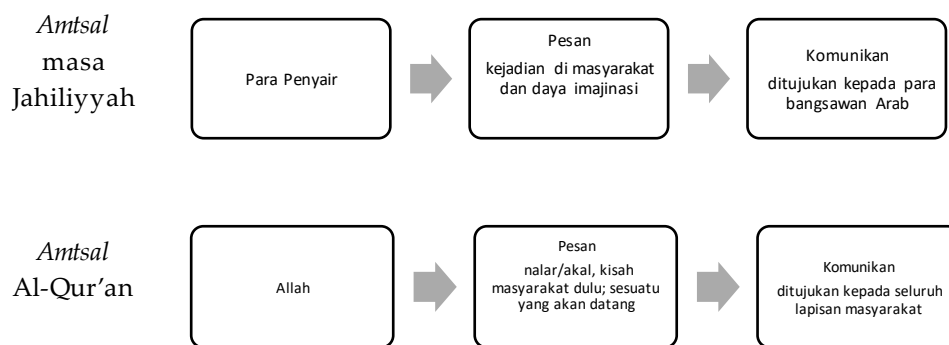 Amtsal
masa
Jahiliyyah
Para Penyair
Pesan
kejadian di masyarakat
dan daya imajinasi
Komunikan
ditujukan kepada para
bangsawan Arab
Amtsal
Al-Qur'an
Allah
Pesan
nalar/akal, kisah
masyarakat dulu; sesuatu
yang akan datang
Komunikan
ditujukan kepada seluruh
lapisan masyarakat